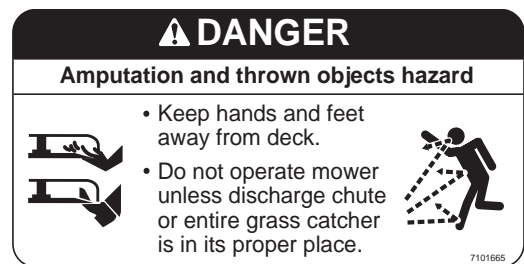 DANGER
Amputation and thrown objects hazard
• Keep hands and feet
away from deck.
• Do not operate mower
unless discharge chute
or entire grass catcher
is in its proper place.
7101665